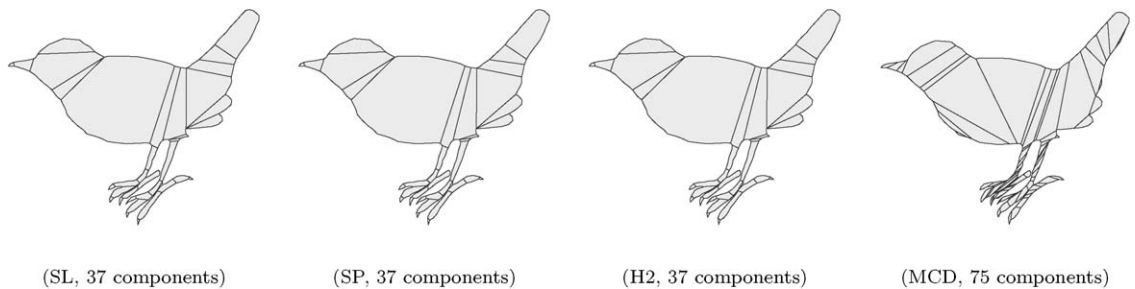 (SL, 37 components)
(SP, 37 components)
(H2, 37 components)
(MCD, 75 components)